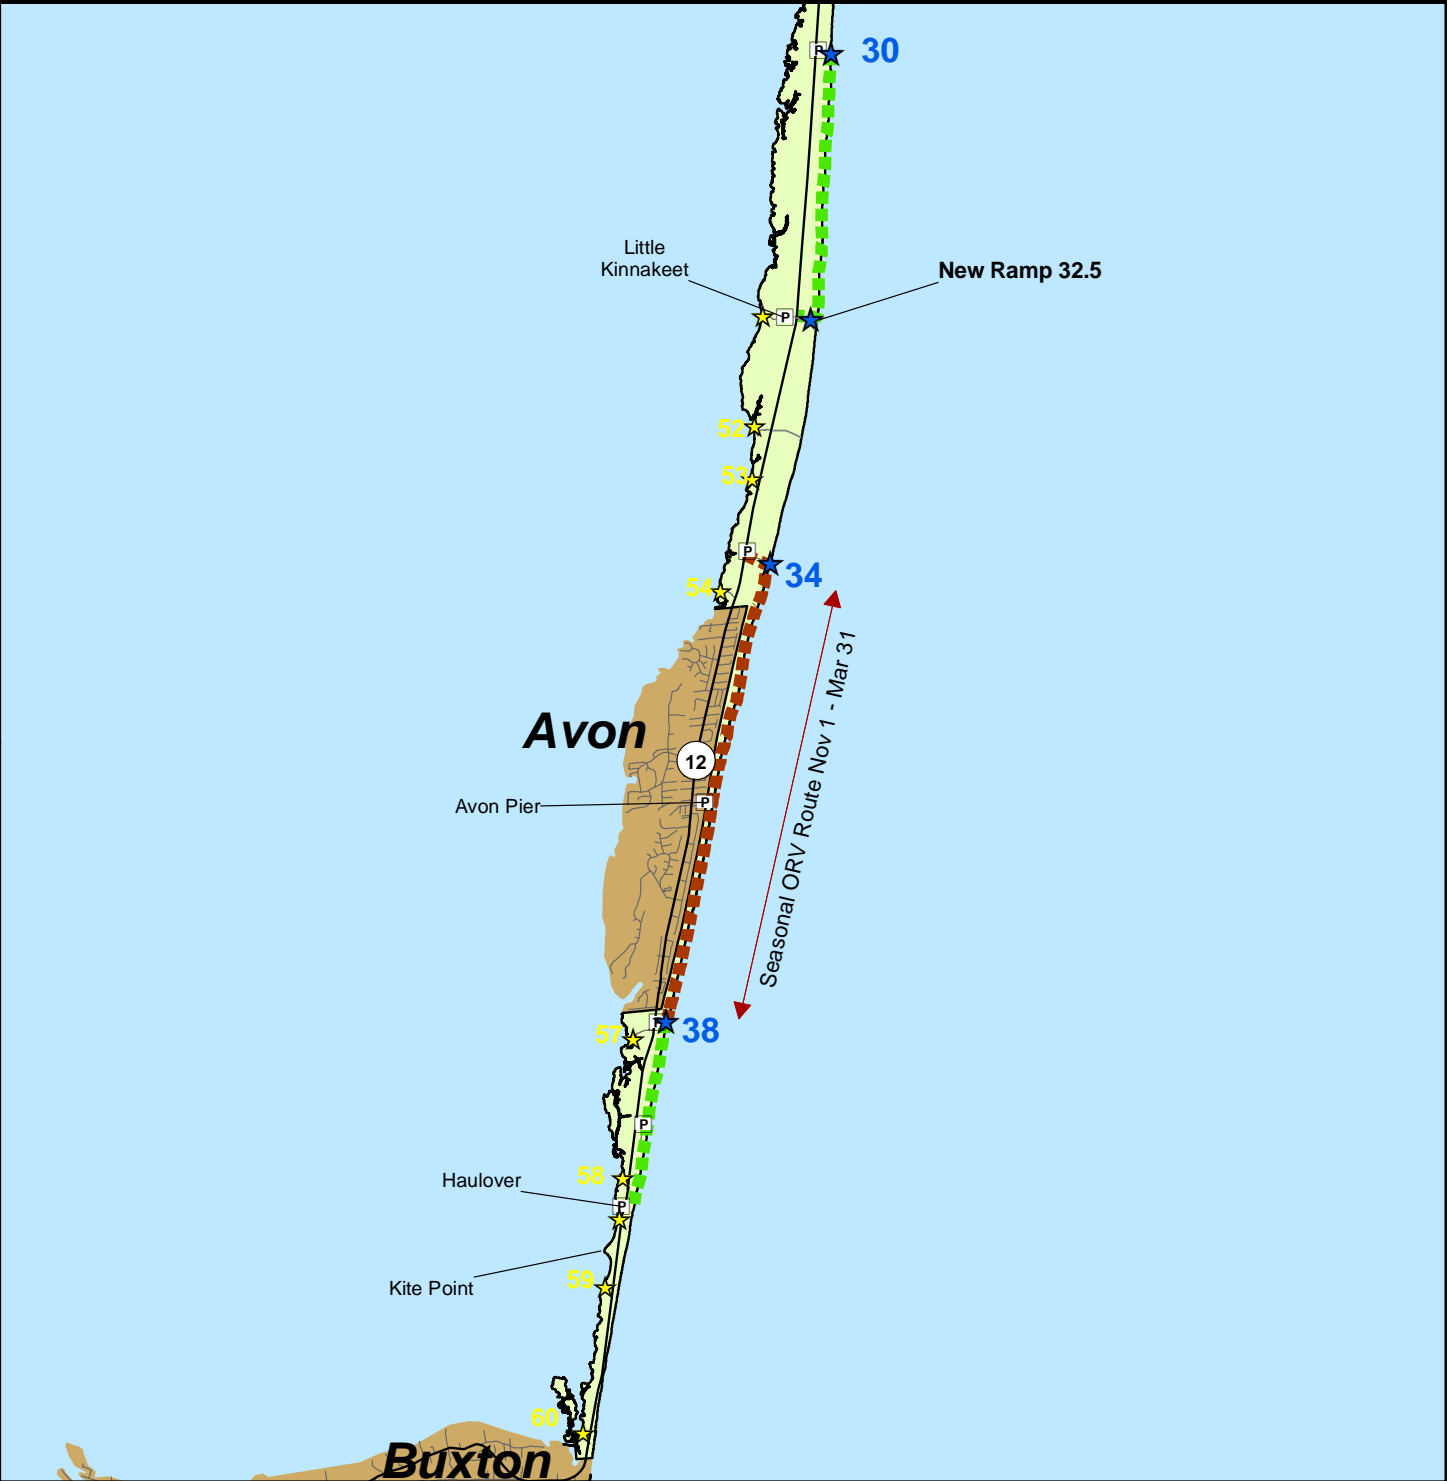 P
30
Little
Kinnakeet
New Ramp 32.5
P
52
53
P
34
54
Seasonal ORV Route Nov 1 - Mar 31
Avon
12
Avon Pier
P
57
38
P
58
Haulover
P
Kite Point
59
60
Buxton